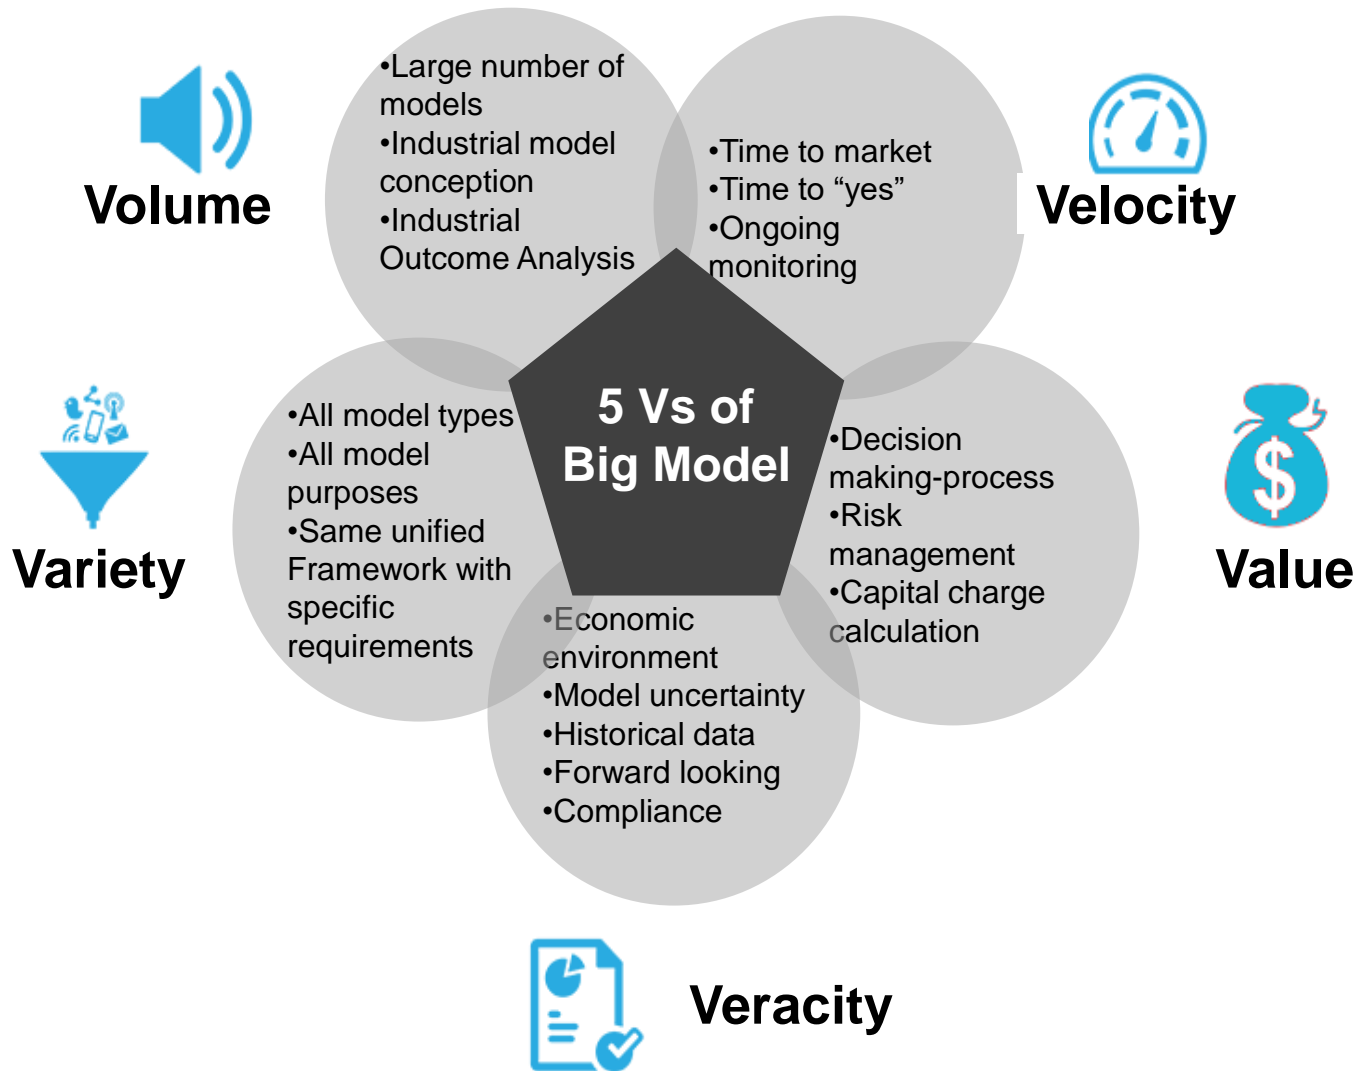 Volume
•Large number of
models
•Industrial model
conception
•Industrial
Outcome Analysis
•Time to market
•Time to “yes”
•Ongoing
monitoring
Velocity
5 Vs of
Big Model
Variety
•All model types
•All model
purposes
•Same unified
Framework with
specific
requirements
•Decision
making-process
•Risk
management
•Capital charge
calculation
Value
•Economic
environment
•Model uncertainty
•Historical data
•Forward looking
•Compliance
Veracity
$